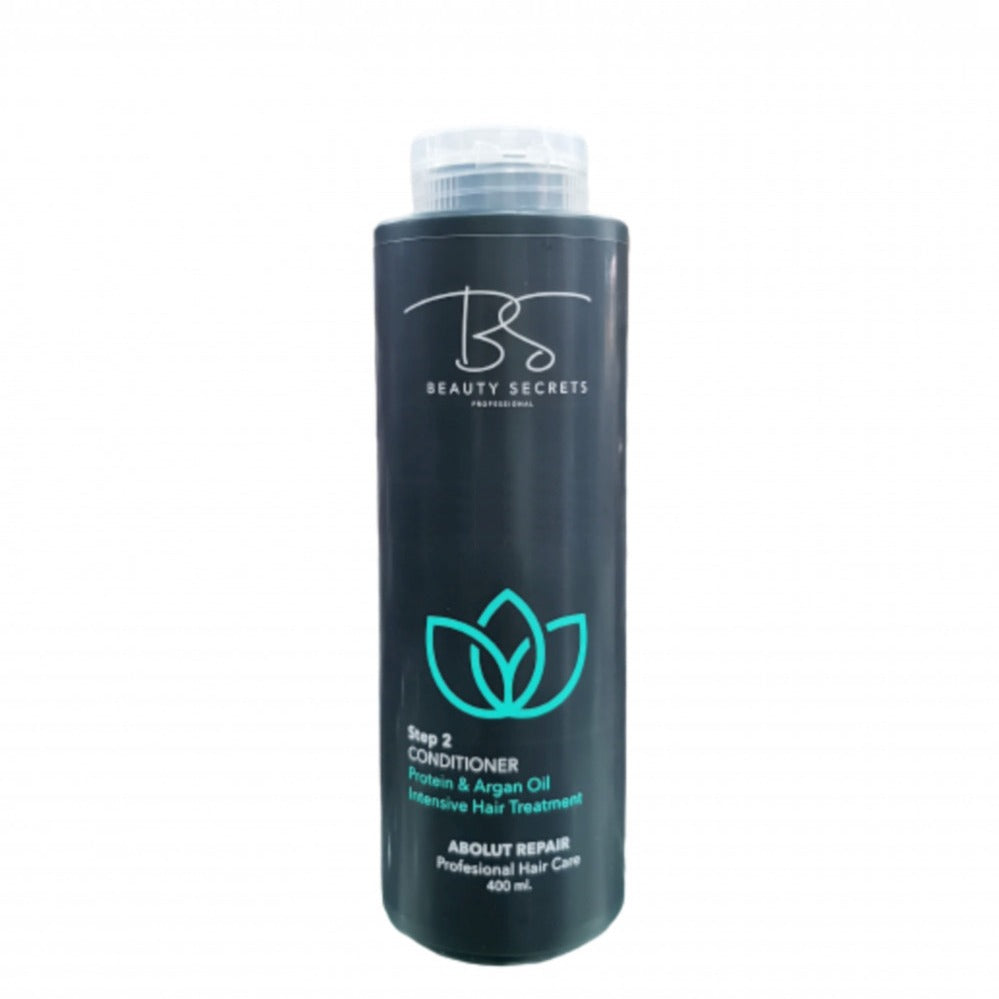 BS
BEAUTY SECRETS
PROFESSIONAL
Step 2
CONDITIONER
Protein & Argan Oil
Intensive Hair Treatment
ABOLUT REPAIR
Profesional Hair Care
400 ml.